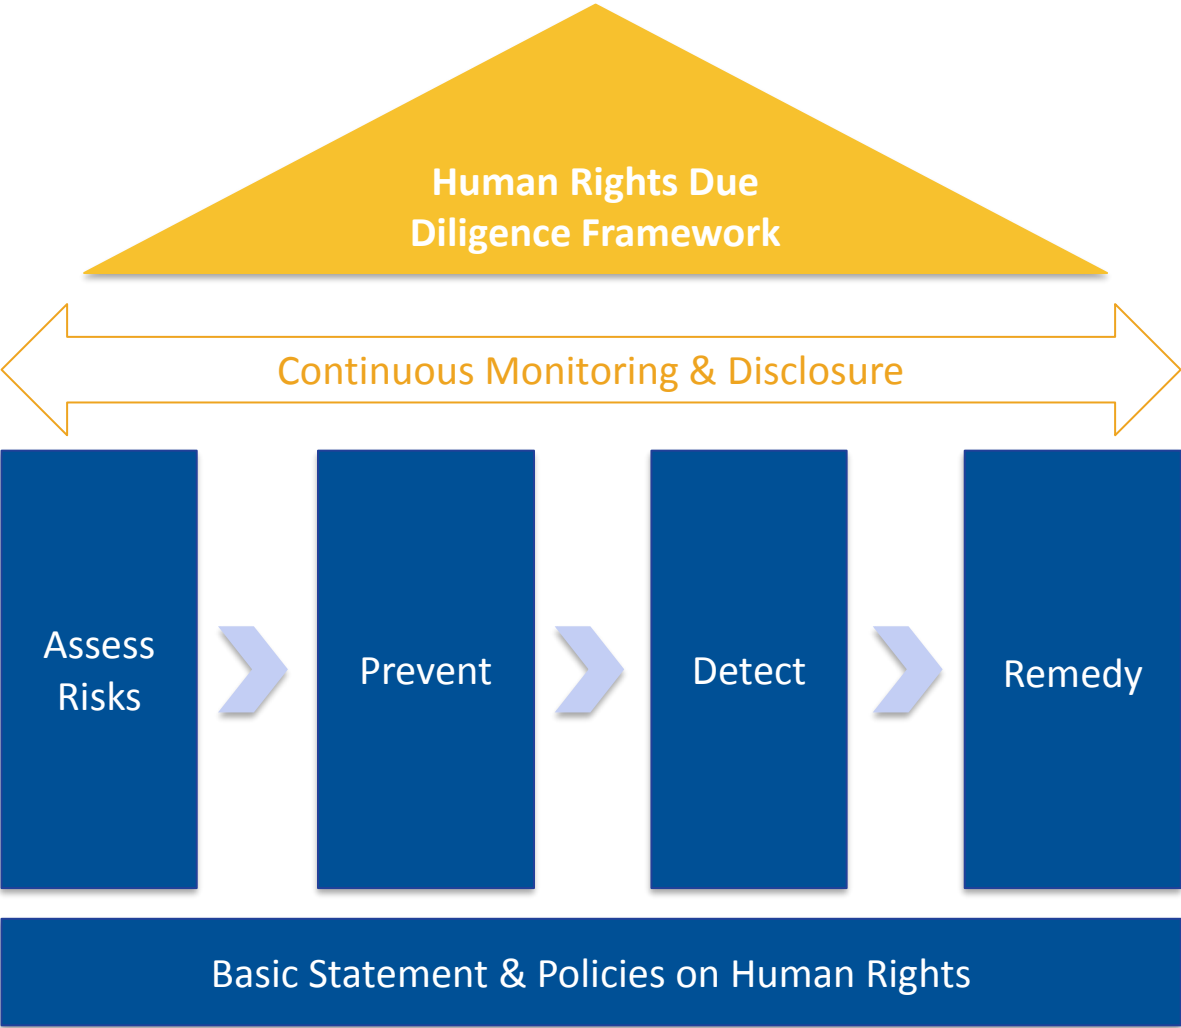 Human Rights Due
Diligence Framework
Continuous Monitoring & Disclosure
Assess
Risks
Prevent
Detect
Remedy
Basic Statement & Policies on Human Rights